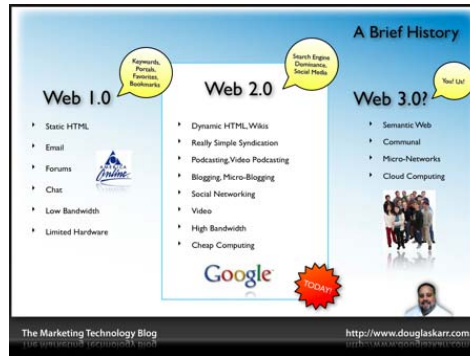 A Brief History
Keywords,
Portals,
Favorites,
Bookmarks
Web 1.0
Static HTML
Email
Forums
Chat
Low Bandwidth
Limited Hardware
AMERICA
Online
Search Engine
Dominance,
Social Media
Web 2.0
Dynamic HTML, Wikis
Really Simple Syndication
Podcasting, Video Podcasting
Blogging, Micro-Blogging
Social Networking
Video
High Bandwidth
Cheap Computing
Google
TODAY!
You! Us!
Web 3.0?
Semantic Web
Communal
Micro-Networks
Cloud Computing
The Marketing Technology Blog
http://www.douglaskarr.com